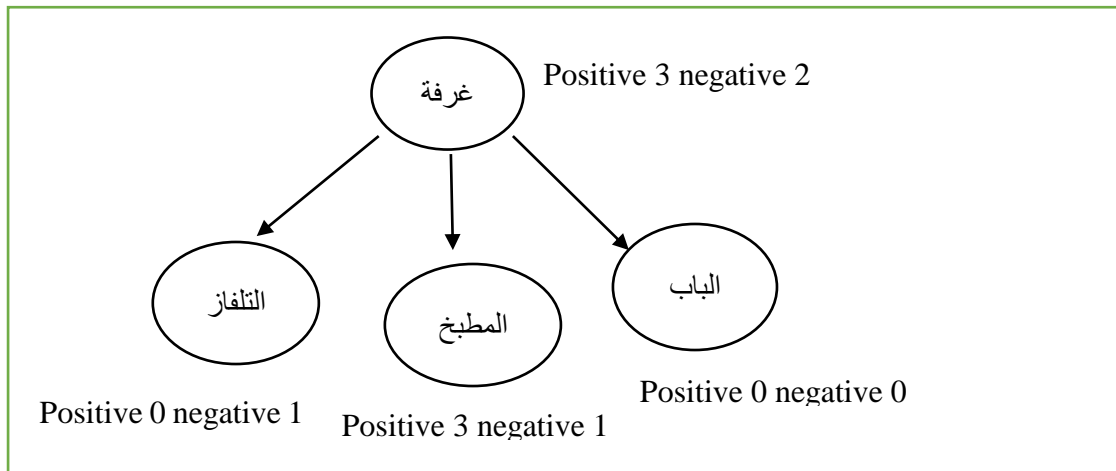 غرفة
Positive 3 negative 2
التلفاز
المطبخ
الباب
Positive 0 negative 1
Positive 3 negative 1
Positive 0 negative 0